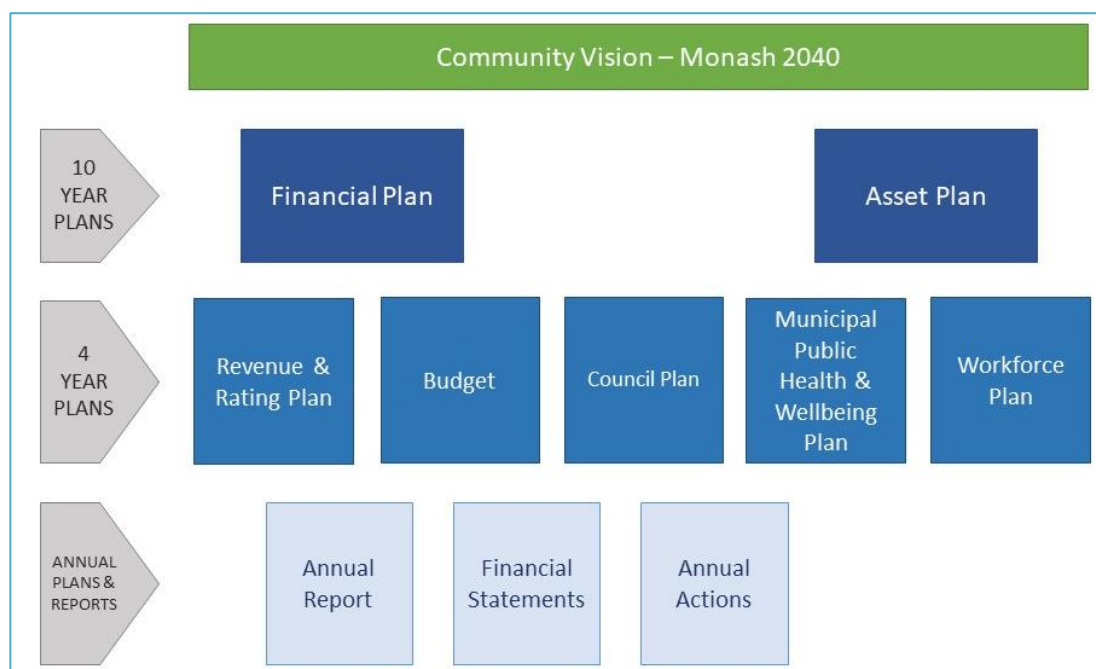 Community Vision – Monash 2040
10
YEAR
PLANS
Financial Plan
Asset Plan
4
YEAR
PLANS
Revenue &
Rating Plan
Budget
Council Plan
Municipal
Public
Health &
Wellbeing
Plan
Workforce
Plan
ANNUAL
PLANS &
REPORTS
Annual
Report
Financial
Statements
Annual
Actions